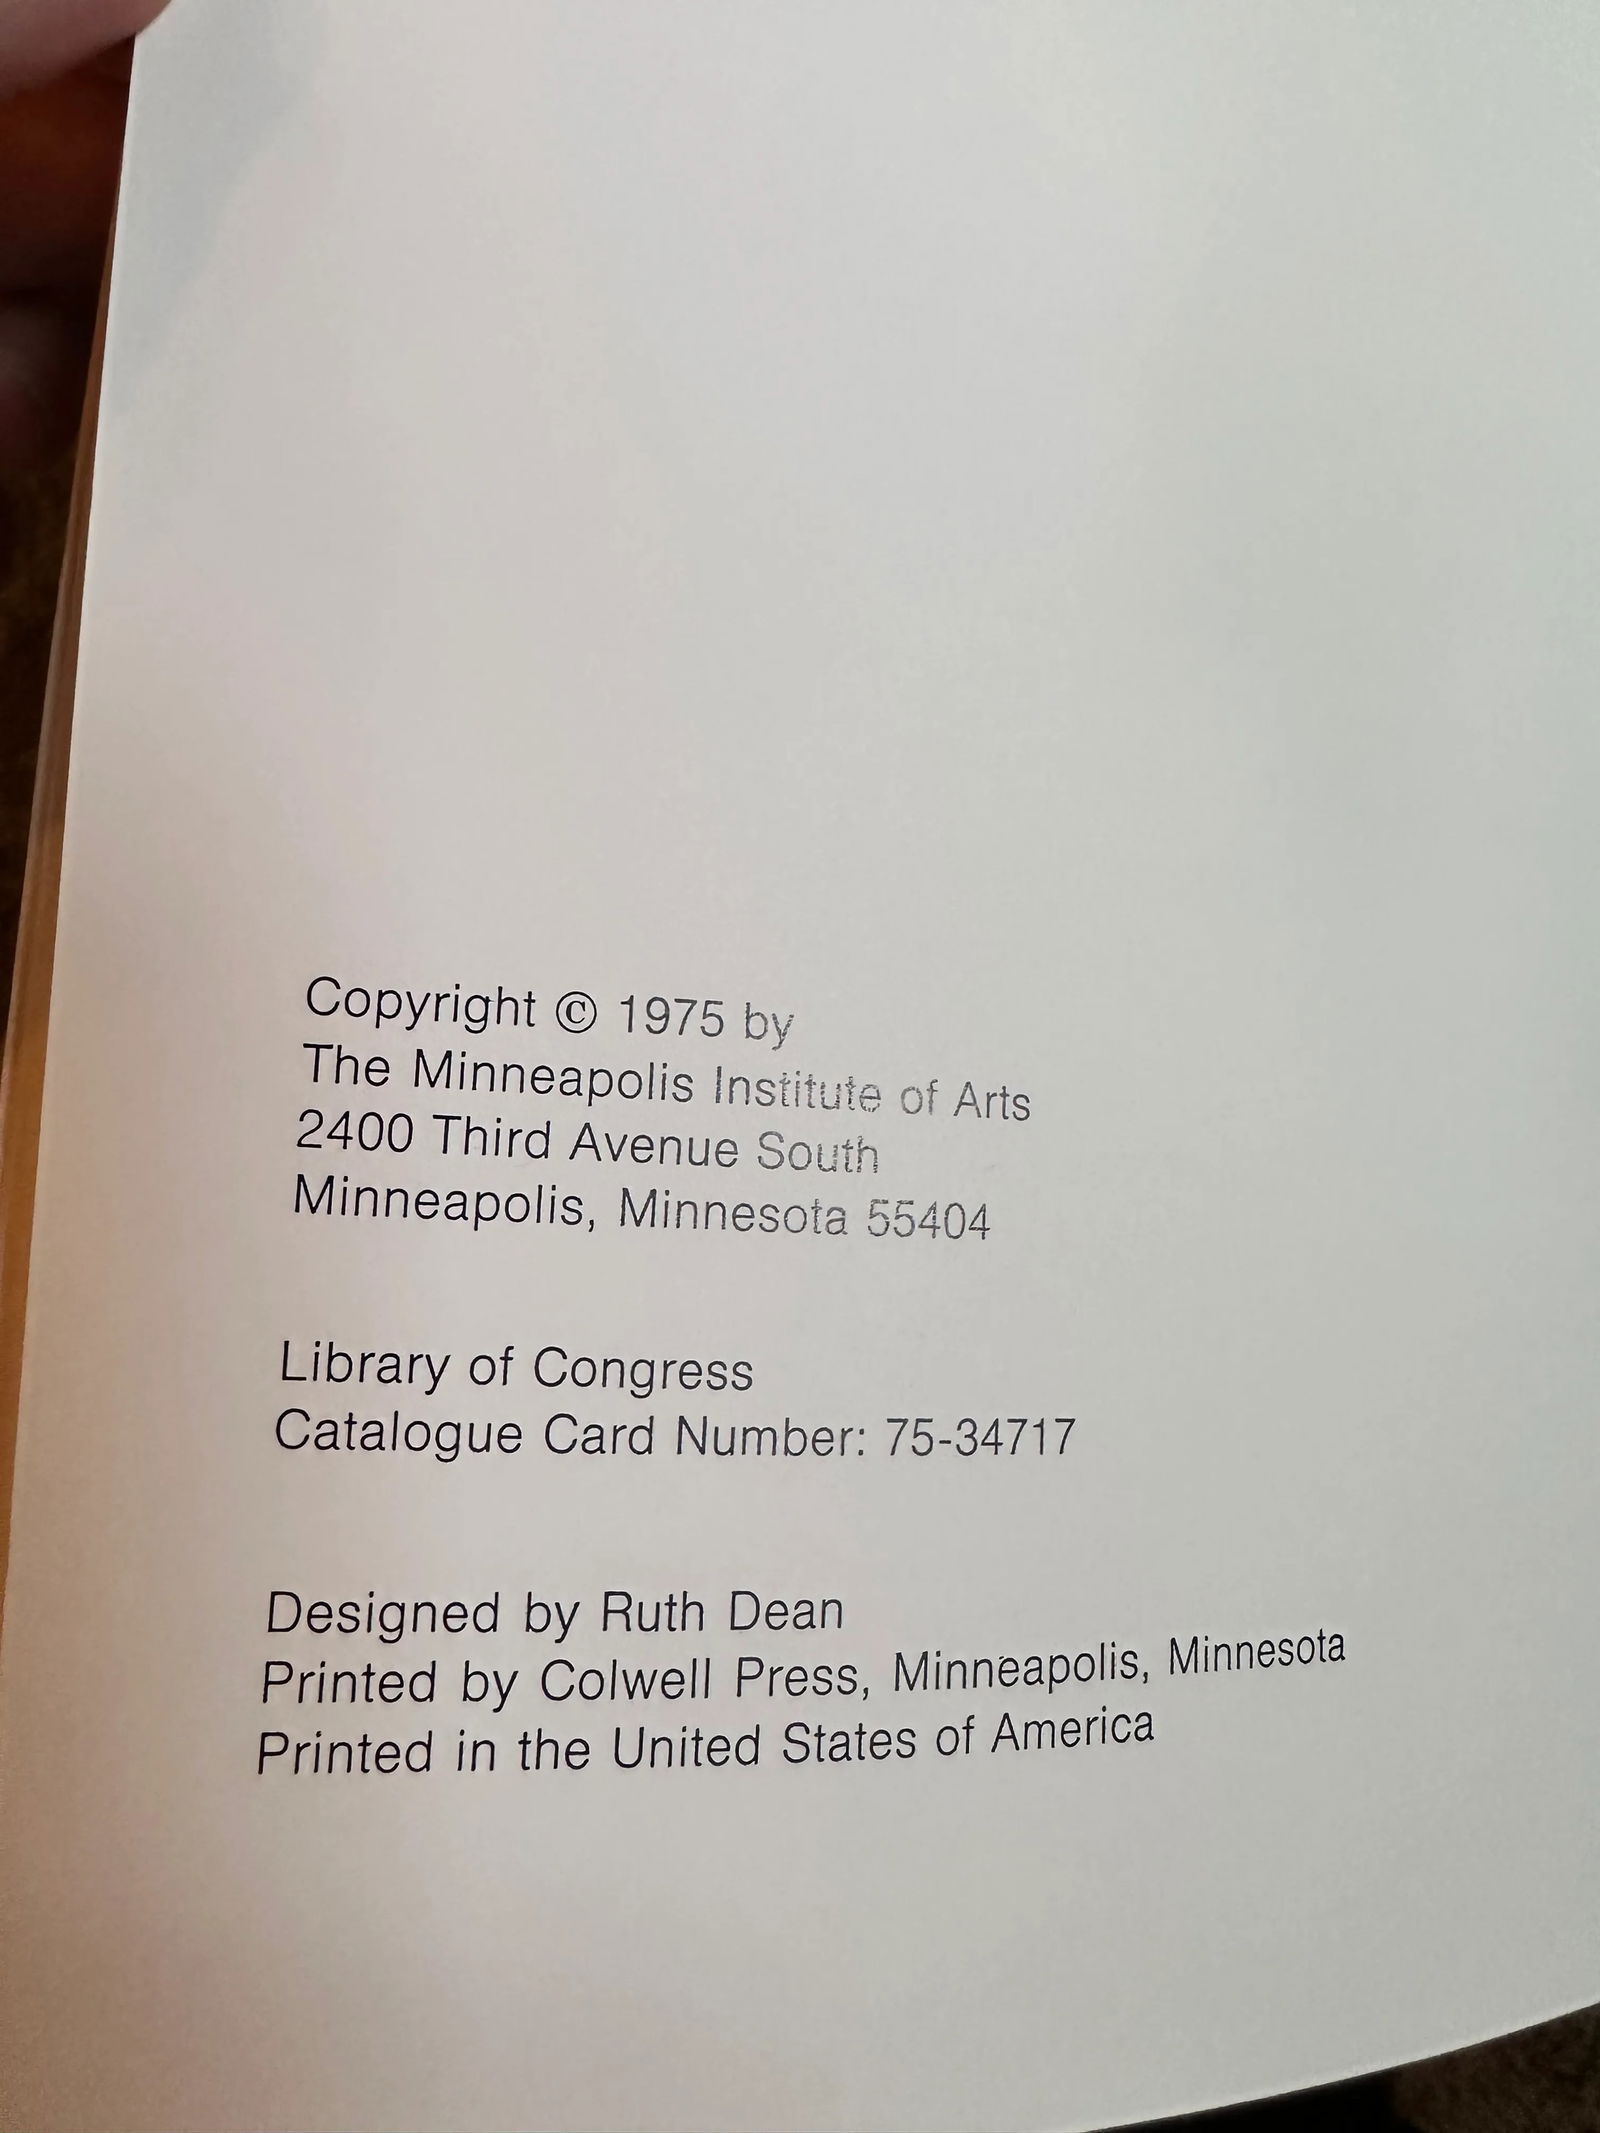 Copyright © 1975 by
The Minneapolis Institute of Arts
2400 Third Avenue South
Minneapolis, Minnesota 55404
Library of Congress
Catalogue Card Number: 75-34717
Designed by Ruth Dean
Printed by Colwell Press, Minneapolis, Minnesota
Printed in the United States of America